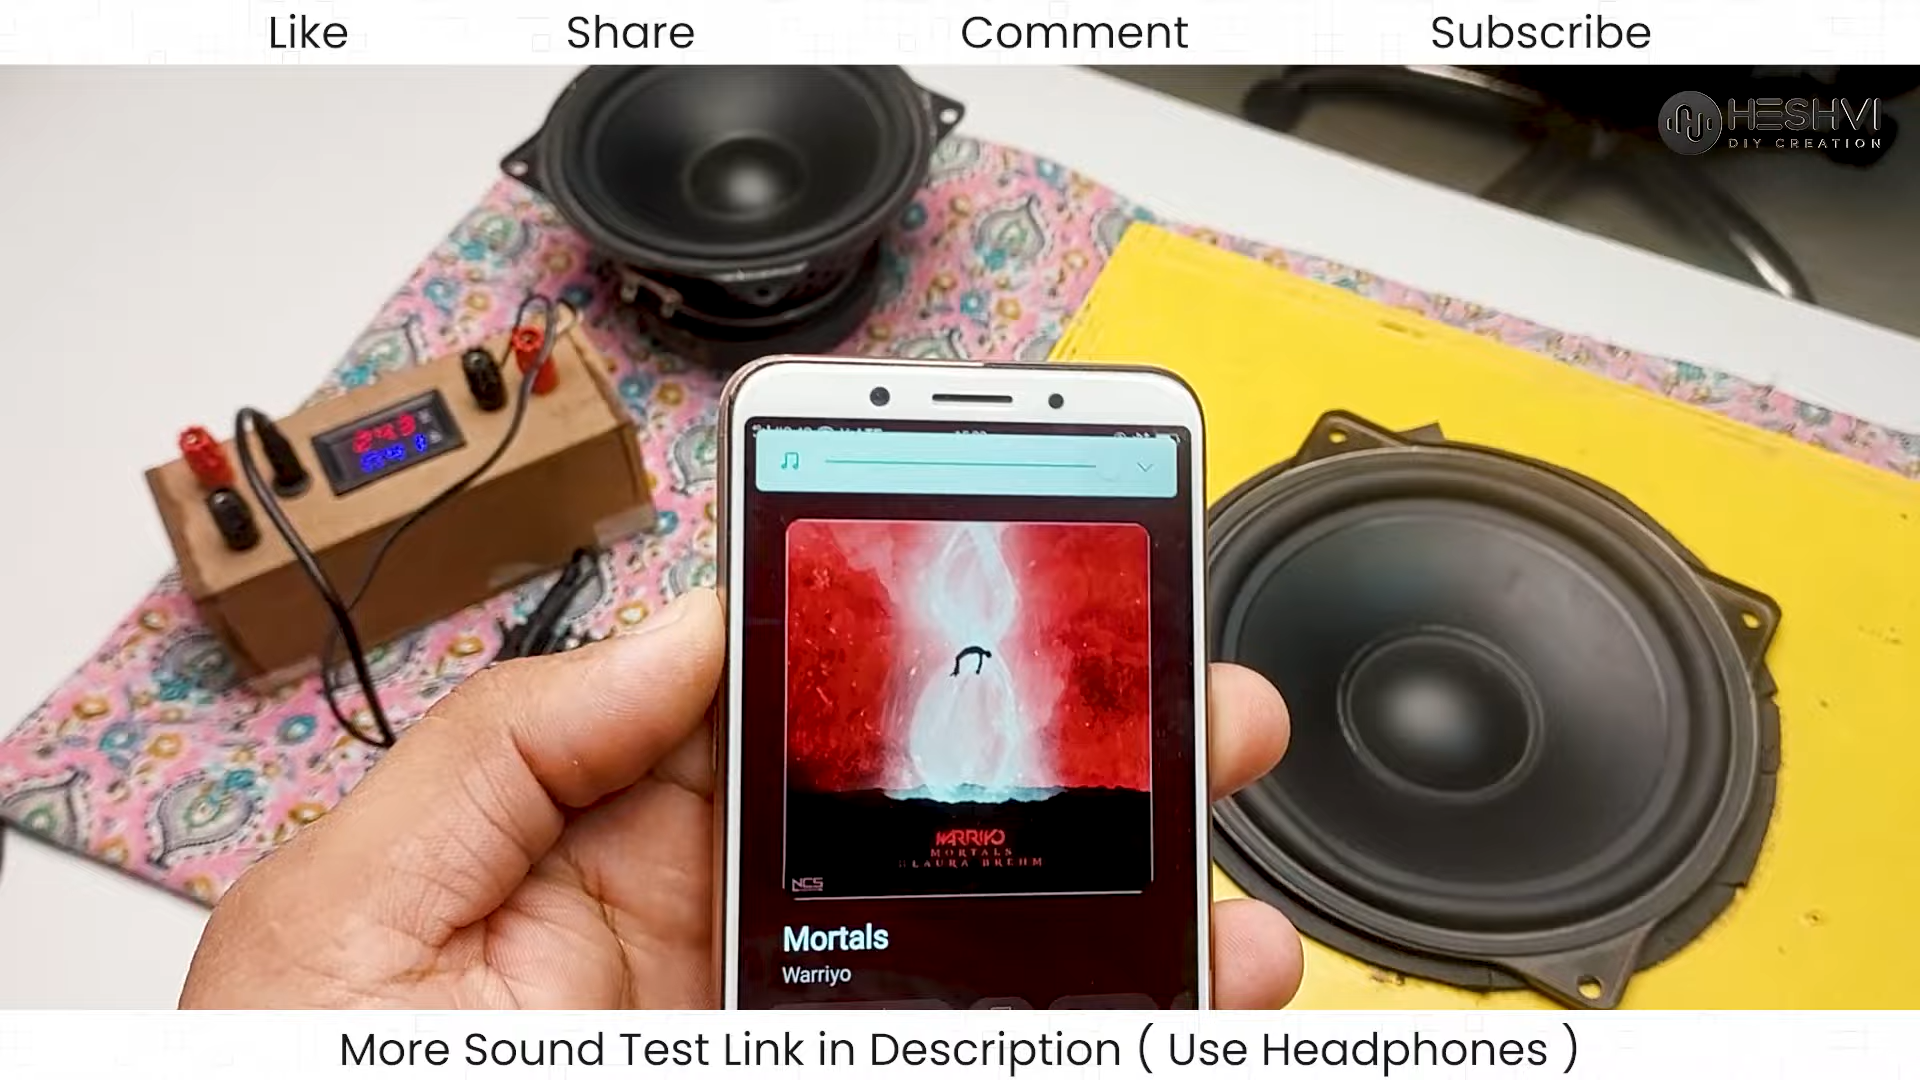 Like Share Comment Subscribe
HESHVI
DIY CREATION
WARRIYO
MORTALS
LAURA BREHM
NCS
Mortals
Warriyo
More Sound Test Link in Description ( Use Headphones )